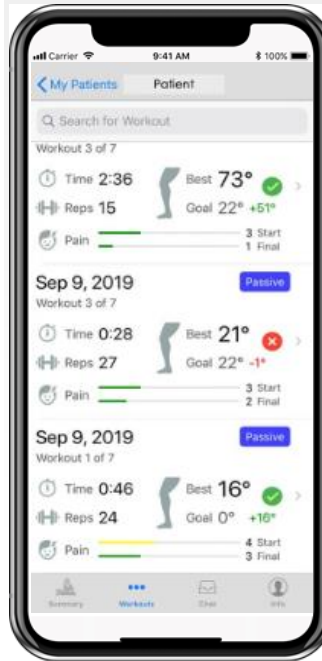 Carrier 9:41 AM 100%
My Patients Patient
Search for Workout
Workout 3 of 7
Time 2:36 Best 73°
Reps 15 Goal 22° +51°
Pain 3 Start
1 Final
Sep 9, 2019 Passive
Workout 3 of 7
Time 0:28 Best 21°
Reps 27 Goal 22° -1°
Pain 3 Start
2 Final
Sep 9, 2019 Passive
Workout 1 of 7
Time 0:46 Best 16°
Reps 24 Goal 0° +16°
Pain 4 Start
3 Final
Summary Workouts Chat Info